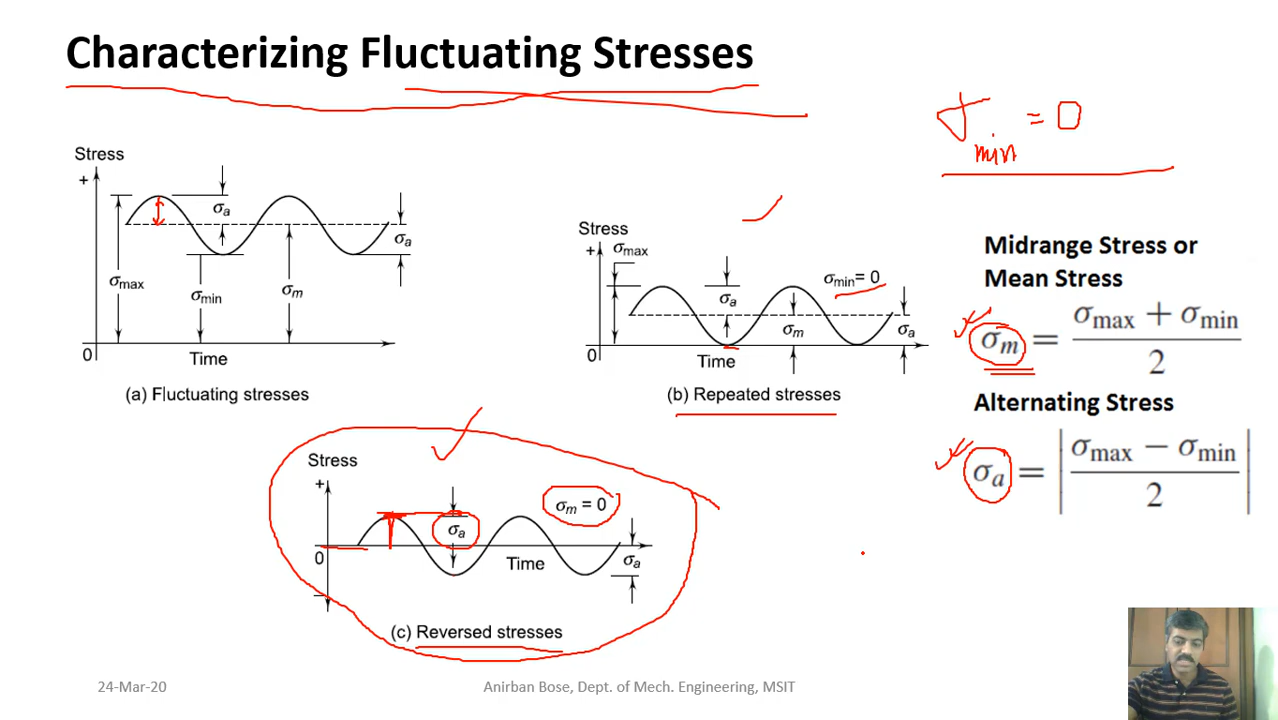 Characterizing Fluctuating Stresses
σ min = 0
Stress
+
σa
σa
σmax
σmin
σm
0
Time
(a) Fluctuating stresses
Stress
+
σmax
σmin = 0
σa
σm
σa
0
Time
(b) Repeated stresses
Midrange Stress or
Mean Stress
σm = σmax + σmin / 2
Alternating Stress
σa = | σmax − σmin / 2 |
Stress
+
σm = 0
σa
0
Time
σa
−
(c) Reversed stresses
24-Mar-20
Anirban Bose, Dept. of Mech. Engineering, MSIT